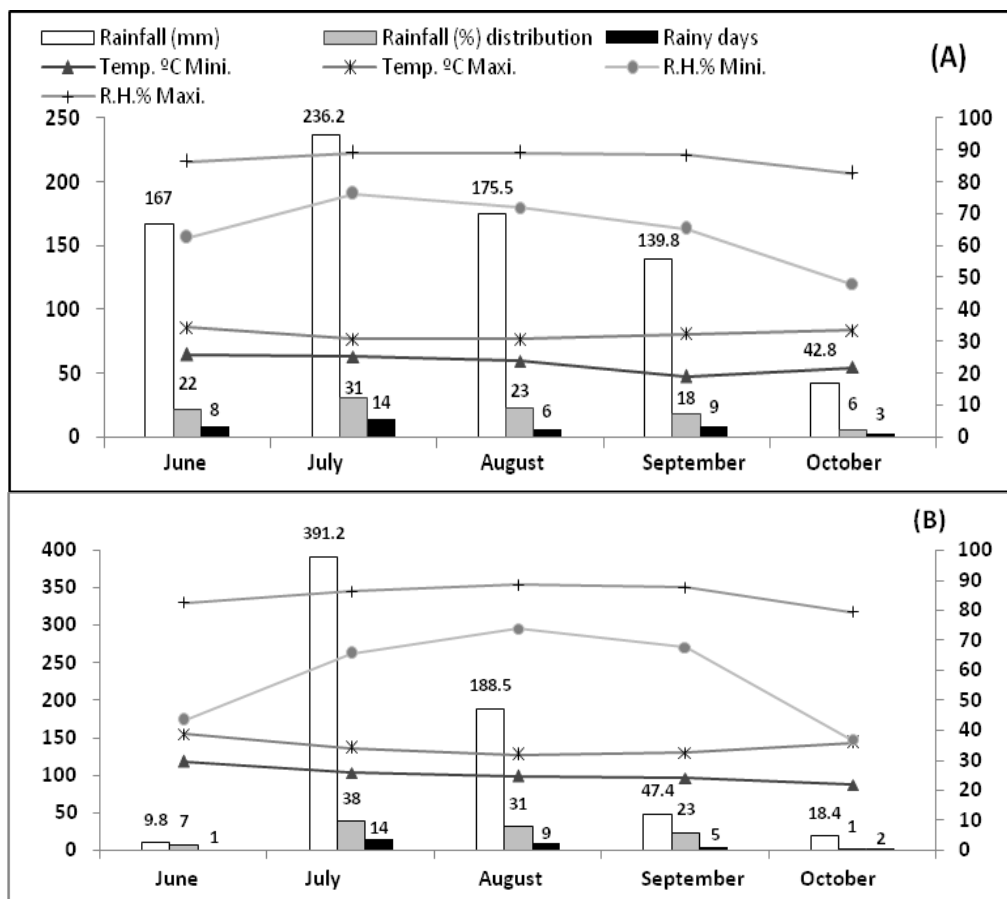 Rainfall (mm) Rainfall (%) distribution Rainy days
Temp. ºC Mini. Temp. ºC Maxi. R.H.% Mini. (A)
R.H.% Maxi.
250 236.2 100
90
200 167 175.5 80
70
150 139.8 60
50
100 42.8 40
30
50 22 8 31 14 23 6 18 9 6 3 20
10
0 0
June July August September October
(B)
400 391.2 100
350 90
80
300 70
250 60
200 188.5 50
150 40
100 30
50 9.8 7 1 38 14 31 9 47.4 23 5 18.4 1 2 20
10
0 0
June July August September October